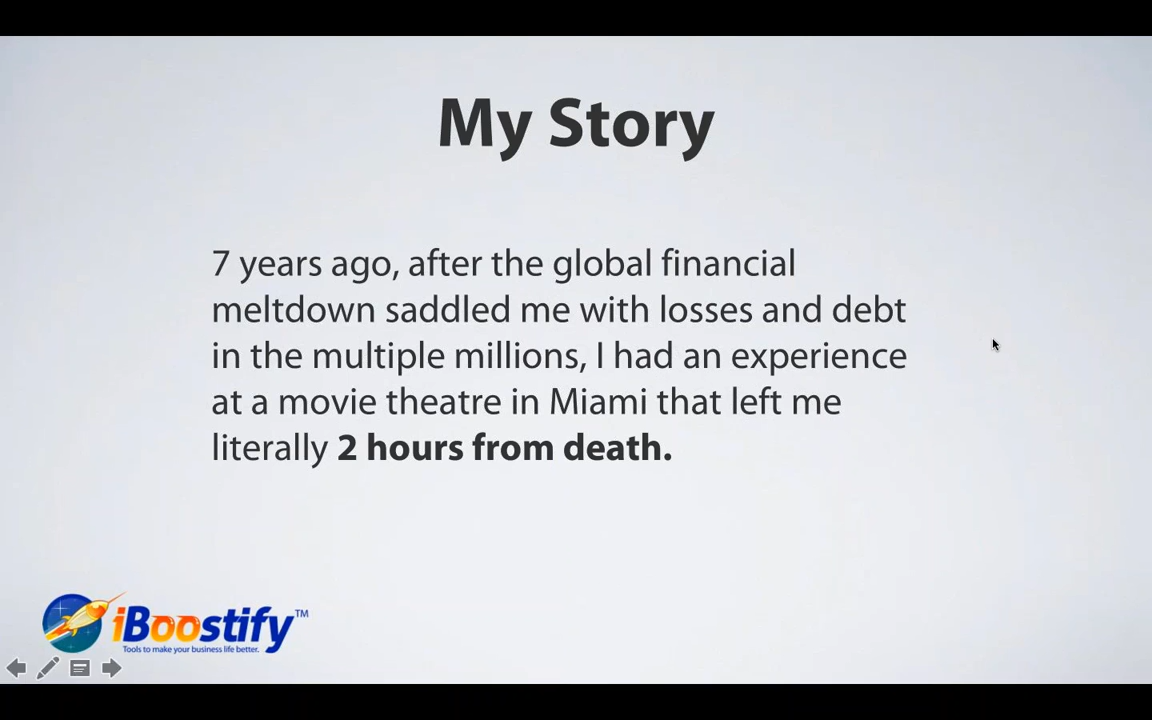 My Story
7 years ago, after the global financial
meltdown saddled me with losses and debt
in the multiple millions, I had an experience
at a movie theatre in Miami that left me
literally 2 hours from death.
iBoostify™
Tools to make your business life better.